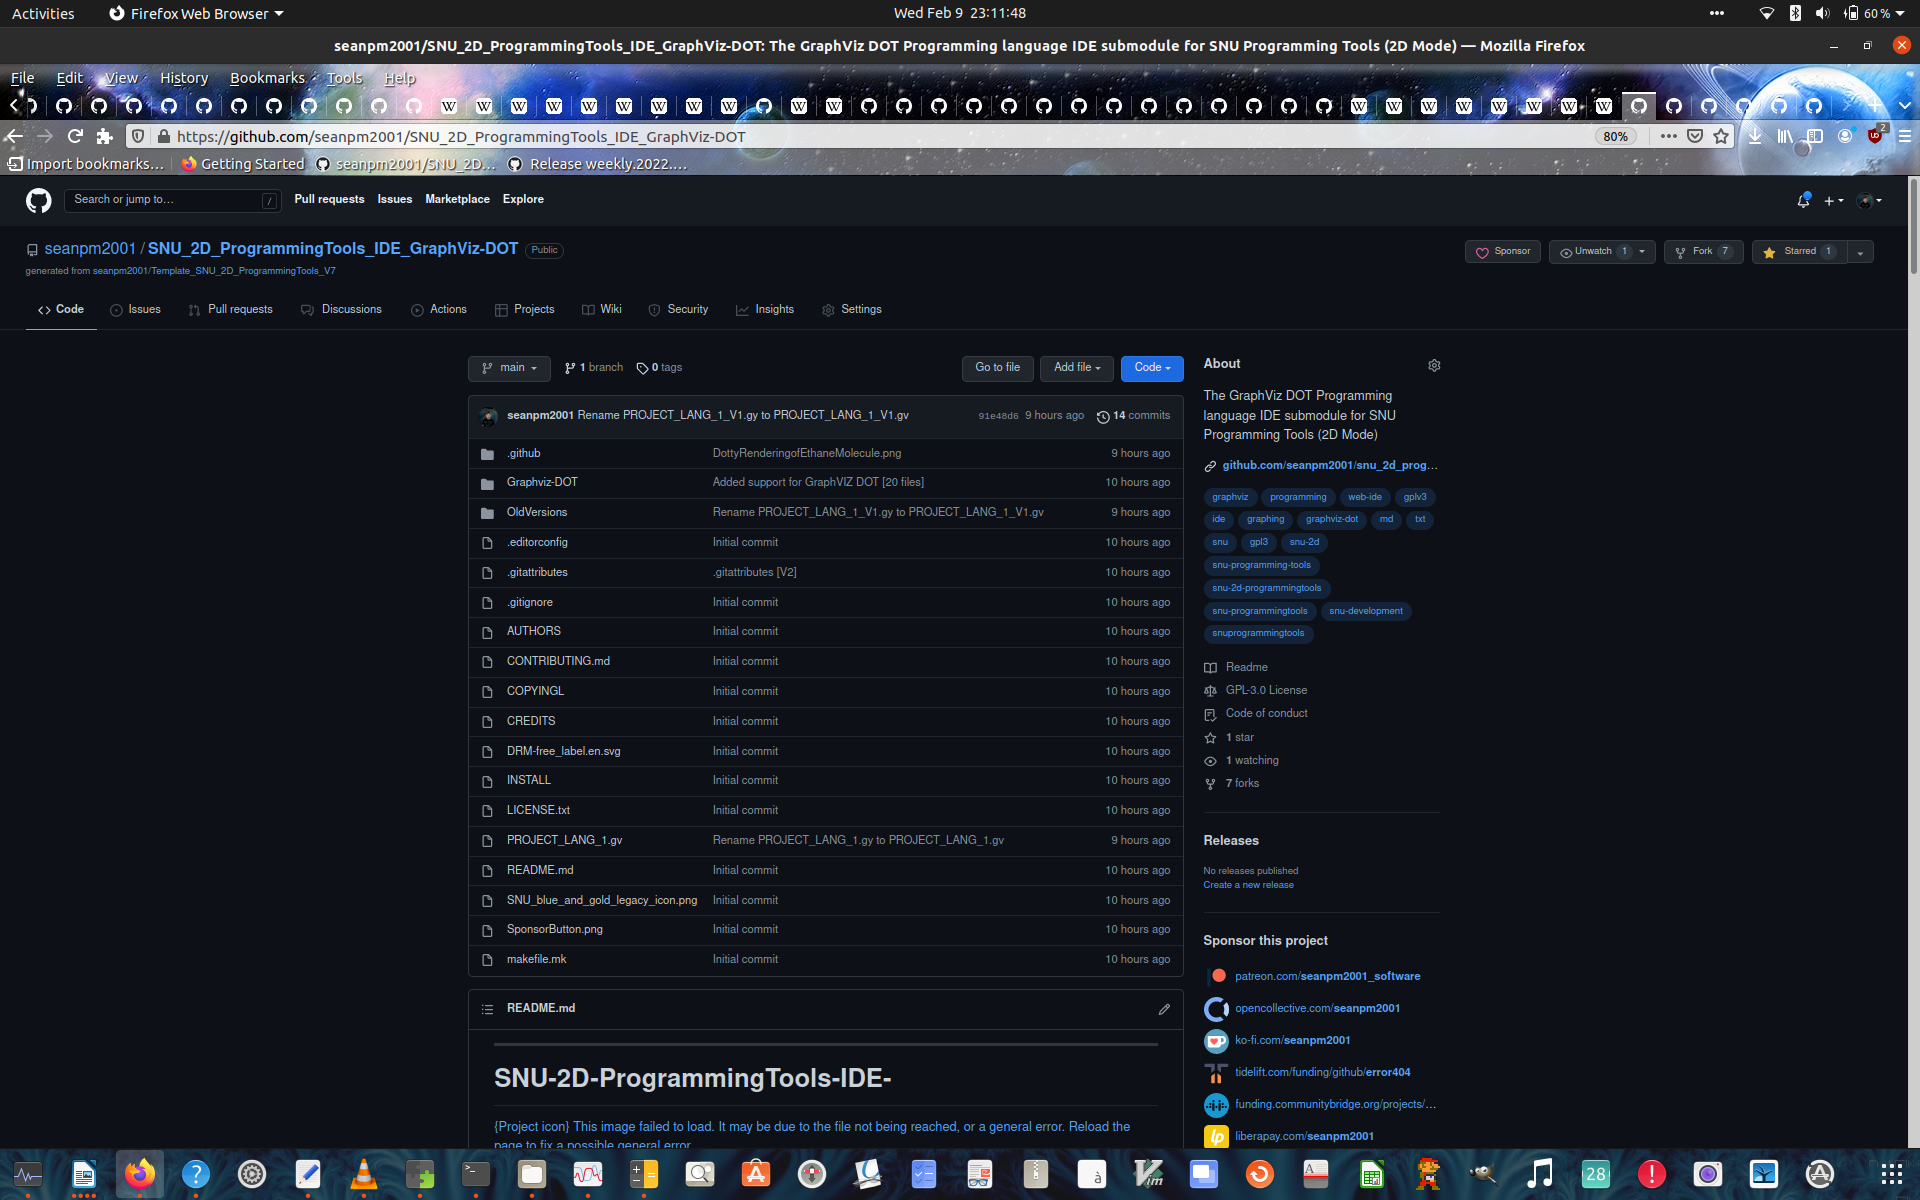 Activities
Firefox Web Browser
Wed Feb 9 23:11:48
60 %
seanpm2001/SNU_2D_ProgrammingTools_IDE_GraphViz-DOT: The GraphViz DOT Programming language IDE submodule for SNU Programming Tools (2D Mode) — Mozilla Firefox
File Edit View History Bookmarks Tools Help
https://github.com/seanpm2001/SNU_2D_ProgrammingTools_IDE_GraphViz-DOT
80%
2
Import bookmarks… Getting Started seanpm2001/SNU_2D… Release weekly.2022.…
Search or jump to… /
Pull requests Issues Marketplace Explore
seanpm2001 / SNU_2D_ProgrammingTools_IDE_GraphViz-DOT Public
Sponsor Unwatch 1 Fork 7 Starred 1
generated from seanpm2001/Template_SNU_2D_ProgrammingTools_V7
Code Issues Pull requests Discussions Actions Projects Wiki Security Insights Settings
main 1 branch 0 tags Go to file Add file Code
seanpm2001 Rename PROJECT_LANG_1_V1.gy to PROJECT_LANG_1_V1.gv 91e48d6 9 hours ago 14 commits
.github DottyRenderingofEthaneMolecule.png 9 hours ago
Graphviz-DOT Added support for GraphVIZ DOT [20 files] 10 hours ago
OldVersions Rename PROJECT_LANG_1_V1.gy to PROJECT_LANG_1_V1.gv 9 hours ago
.editorconfig Initial commit 10 hours ago
.gitattributes .gitattributes [V2] 10 hours ago
.gitignore Initial commit 10 hours ago
AUTHORS Initial commit 10 hours ago
CONTRIBUTING.md Initial commit 10 hours ago
COPYINGL Initial commit 10 hours ago
CREDITS Initial commit 10 hours ago
DRM-free_label.en.svg Initial commit 10 hours ago
INSTALL Initial commit 10 hours ago
LICENSE.txt Initial commit 10 hours ago
PROJECT_LANG_1.gv Rename PROJECT_LANG_1.gy to PROJECT_LANG_1.gv 9 hours ago
README.md Initial commit 10 hours ago
SNU_blue_and_gold_legacy_icon.png Initial commit 10 hours ago
SponsorButton.png Initial commit 10 hours ago
makefile.mk Initial commit 10 hours ago
README.md
SNU-2D-ProgrammingTools-IDE-
{Project icon} This image failed to load. It may be due to the file not being reached, or a general error. Reload the
page to fix a possible general error.
About
The GraphViz DOT Programming
language IDE submodule for SNU
Programming Tools (2D Mode)
github.com/seanpm2001/snu_2d_prog…
graphviz programming web-ide gplv3
ide graphing graphviz-dot md txt
snu gpl3 snu-2d
snu-programming-tools
snu-2d-programmingtools
snu-programmingtools snu-development
snuprogrammingtools
Readme
GPL-3.0 License
Code of conduct
1 star
1 watching
7 forks
Releases
No releases published
Create a new release
Sponsor this project
patreon.com/seanpm2001_software
opencollective.com/seanpm2001
ko-fi.com/seanpm2001
tidelift.com/funding/github/error404
funding.communitybridge.org/projects/…
liberapay.com/seanpm2001
28